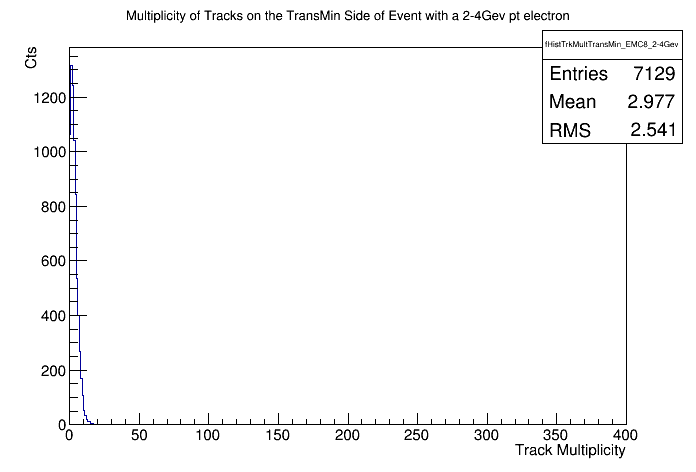 Multiplicity of Tracks on the TransMin Side of Event with a 2-4Gev pt electron
fHistTrkMultTransMin_EMC8_2-4Gev
Entries 7129
Mean 2.977
RMS 2.541
Cts
1200
1000
800
600
400
200
0
0 50 100 150 200 250 300 350 400
Track Multiplicity